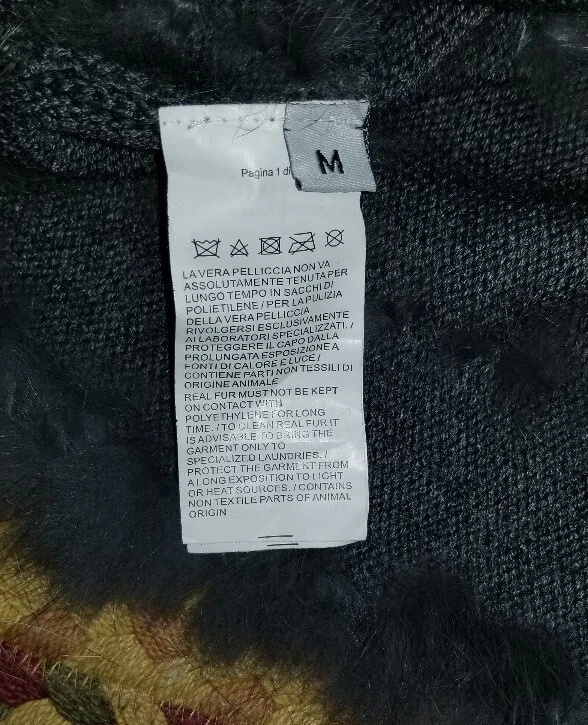 M
Pagina 1 di
LA VERA PELLICCIA NON VA
ASSOLUTAMENTE TENUTA PER
LUNGO TEMPO IN SACCHI DI
POLIETILENE / PER LA PULIZIA
DELLA VERA PELLICCIA
RIVOLGERSI ESCLUSIVAMENTE
AI LABORATORI SPECIALIZZATI. /
PROTEGGERE IL CAPO DALLA
PROLUNGATA ESPOSIZIONE A
FONTI DI CALORE E LUCE /
CONTIENE PARTI NON TESSILI DI
ORIGINE ANIMALE
REAL FUR MUST NOT BE KEPT
ON CONTACT WITH
POLYETHYLENE FOR LONG
TIME. / TO CLEAN REAL FUR IT
IS ADVISABLE TO BRING THE
GARMENT ONLY TO
SPECIALIZED LAUNDRIES. /
PROTECT THE GARMENT FROM
A LONG EXPOSITION TO LIGHT
OR HEAT SOURCES. / CONTAINS
NON TEXTILE PARTS OF ANIMAL
ORIGIN